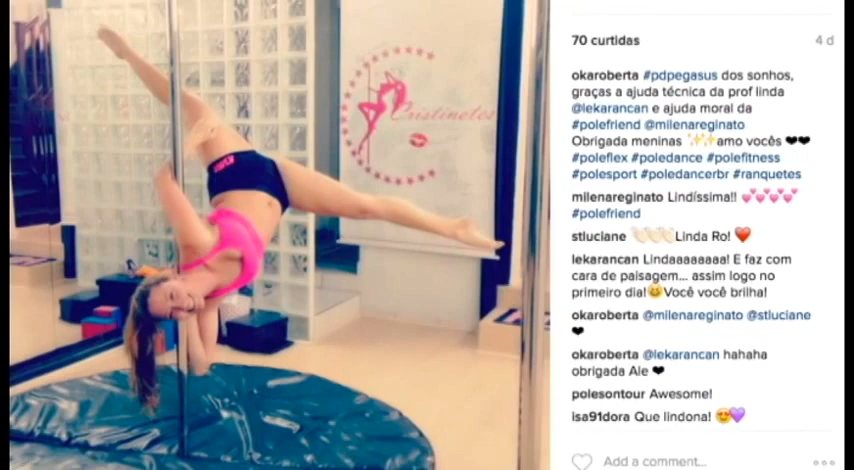 Cristinetes
70 curtidas 4 d
okaroberta #pdpegasus dos sonhos,
graças a ajuda técnica da prof linda
@lekarancan e ajuda moral da
#polefriend @milenareginato
Obrigada meninas ✨✨amo vocês ❤❤
#poleflex #poledance #polefitness
#polesport #poledancerbr #ranquetes
milenareginato Lindíssima!! 💕💕💕💕
#polefriend
stluciane 👏🏻👏🏻👏🏻Linda Ro! ❤️
lekarancan Lindaaaaaaaa! E faz com
cara de paisagem... assim logo no
primeiro dia!😄Você você brilha!
okaroberta @milenareginato @stluciane
❤
okaroberta @lekarancan hahaha
obrigada Ale ❤
polesontour Awesome!
isa91dora Que lindona! 😍💜
Add a comment...